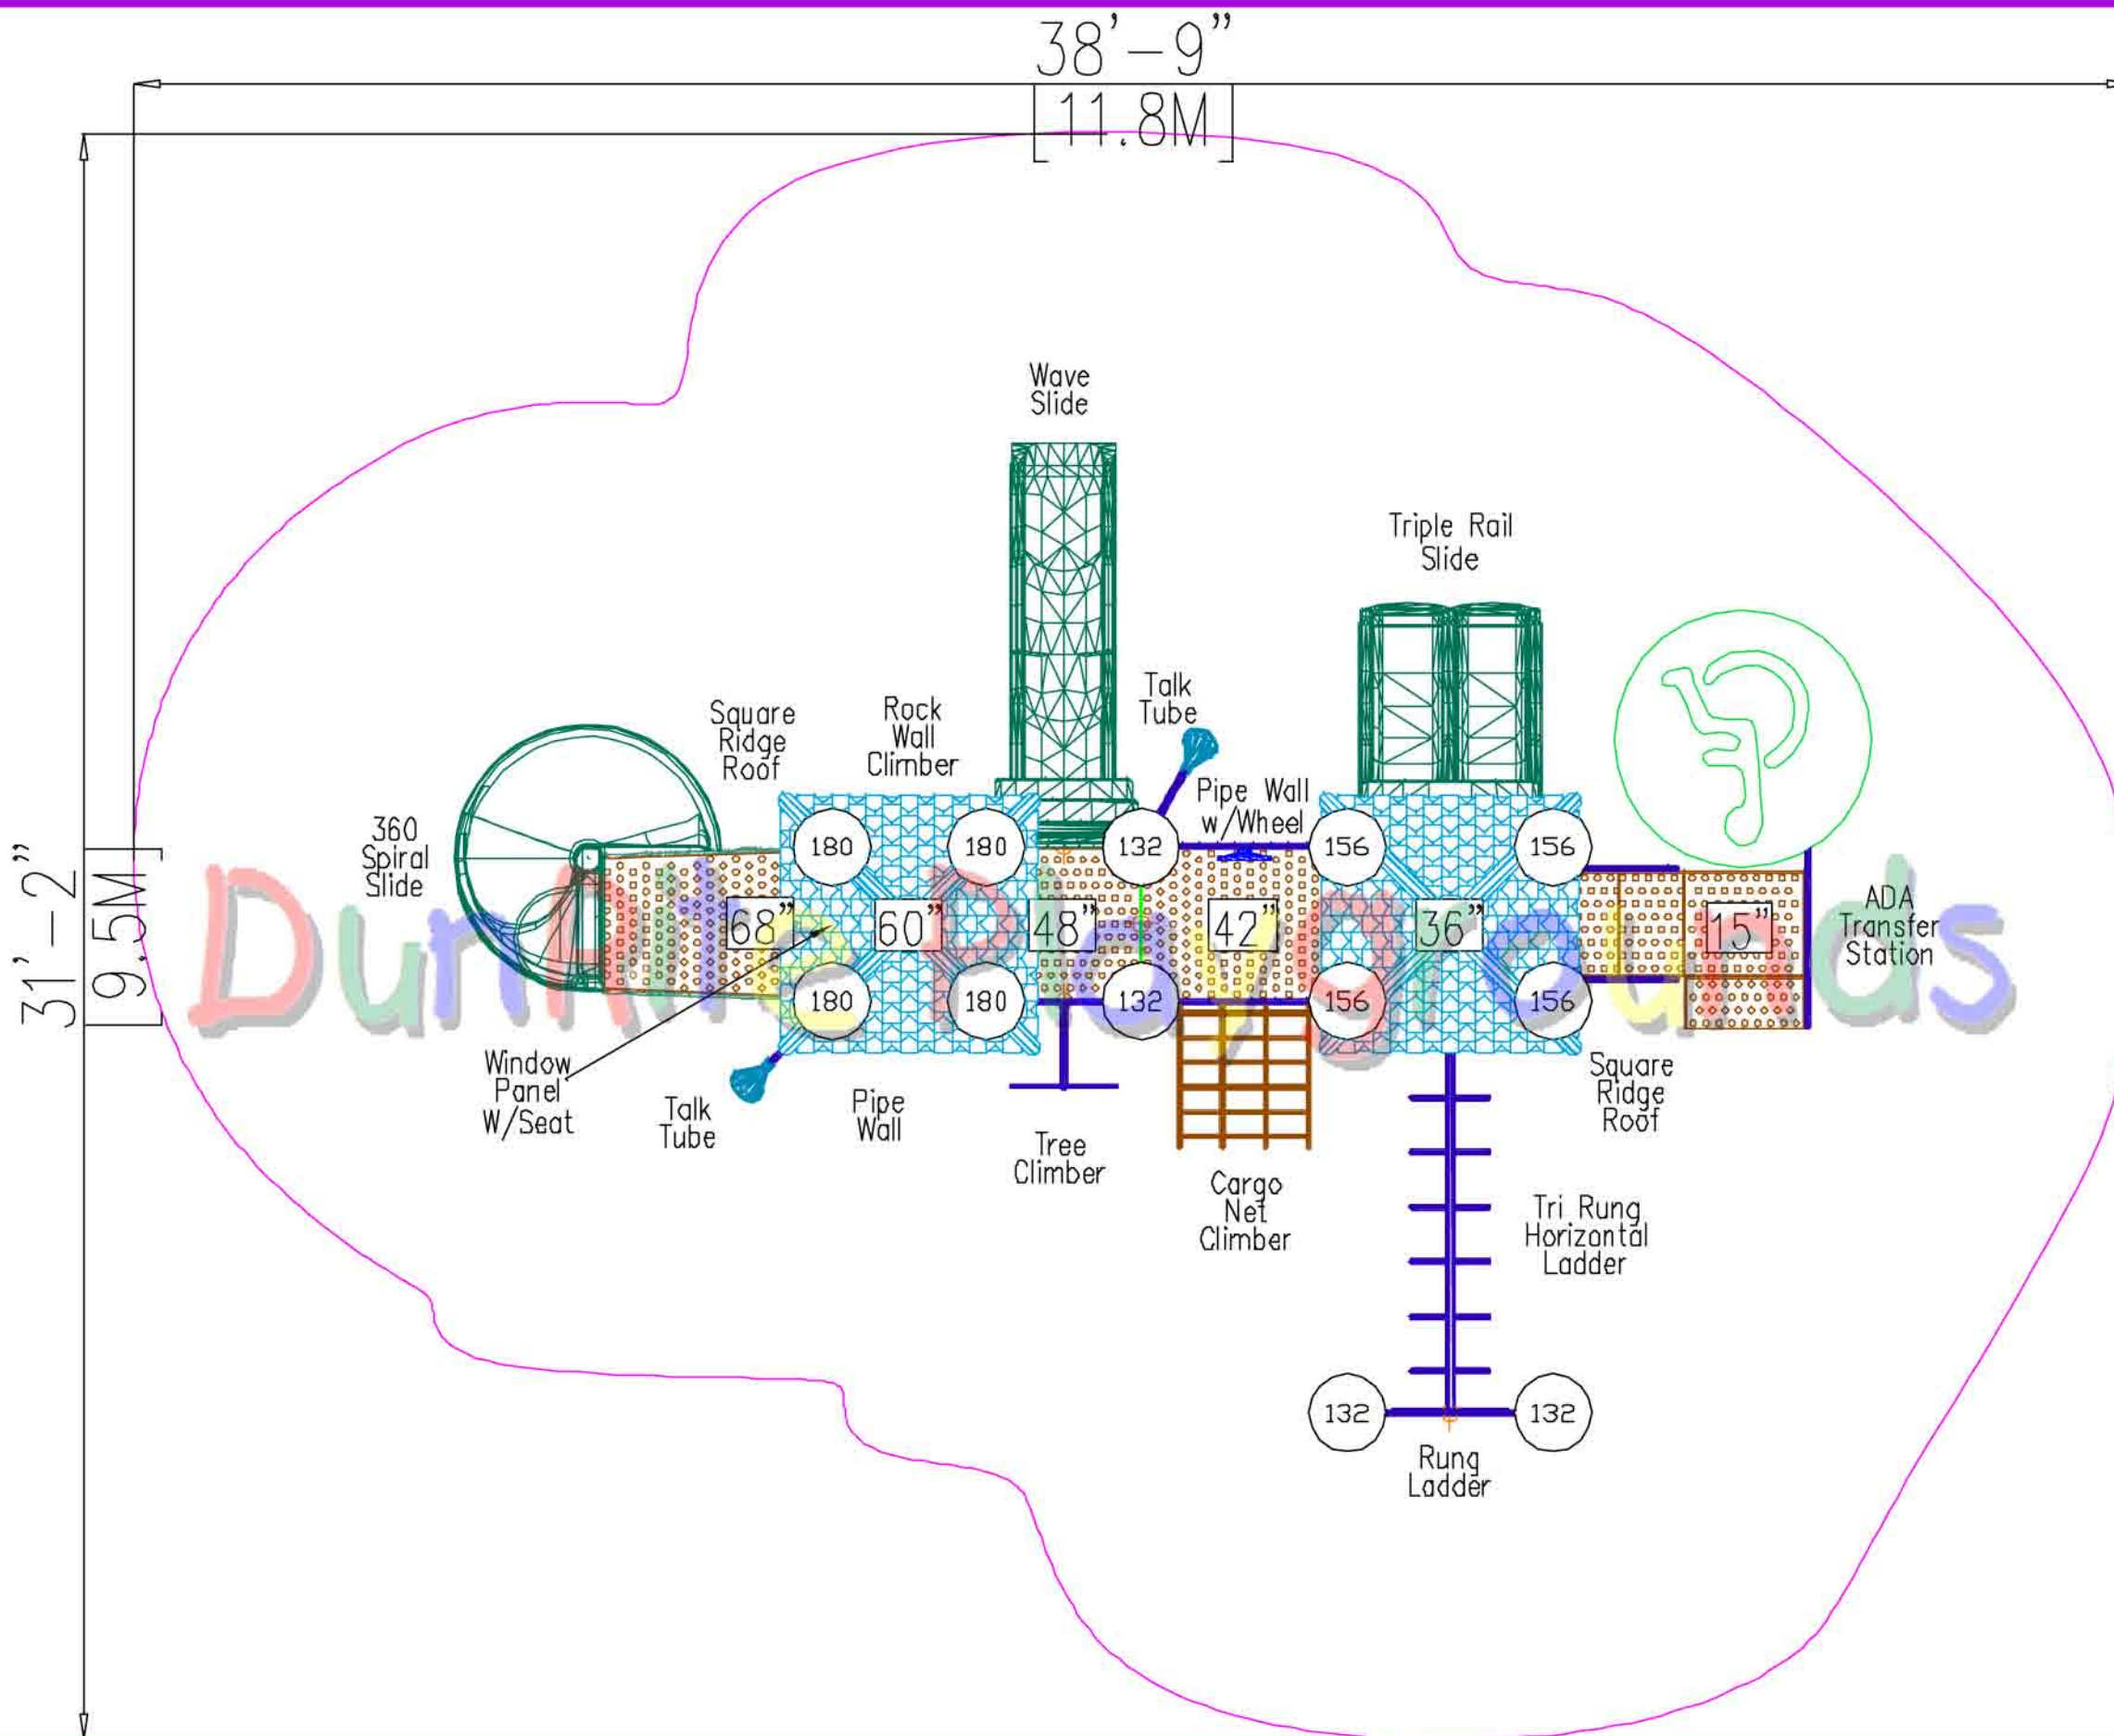 38'-9"
[11.8M]
Wave
Slide
Triple Rail
Slide
Talk
Tube
Square
Ridge
Roof
Rock
Wall
Climber
Pipe Wall
w/Wheel
360
Spiral
Slide
180
180
132
156
156
31'-2"
[9.5M]
DunRite Playgrounds
68"
60"
48"
42"
36"
15"
ADA
Transfer
Station
180
180
132
156
156
Window
Panel
W/Seat
Talk
Tube
Pipe
Wall
Tree
Climber
Cargo
Net
Climber
Square
Ridge
Roof
Tri Rung
Horizontal
Ladder
132
132
Rung
Ladder